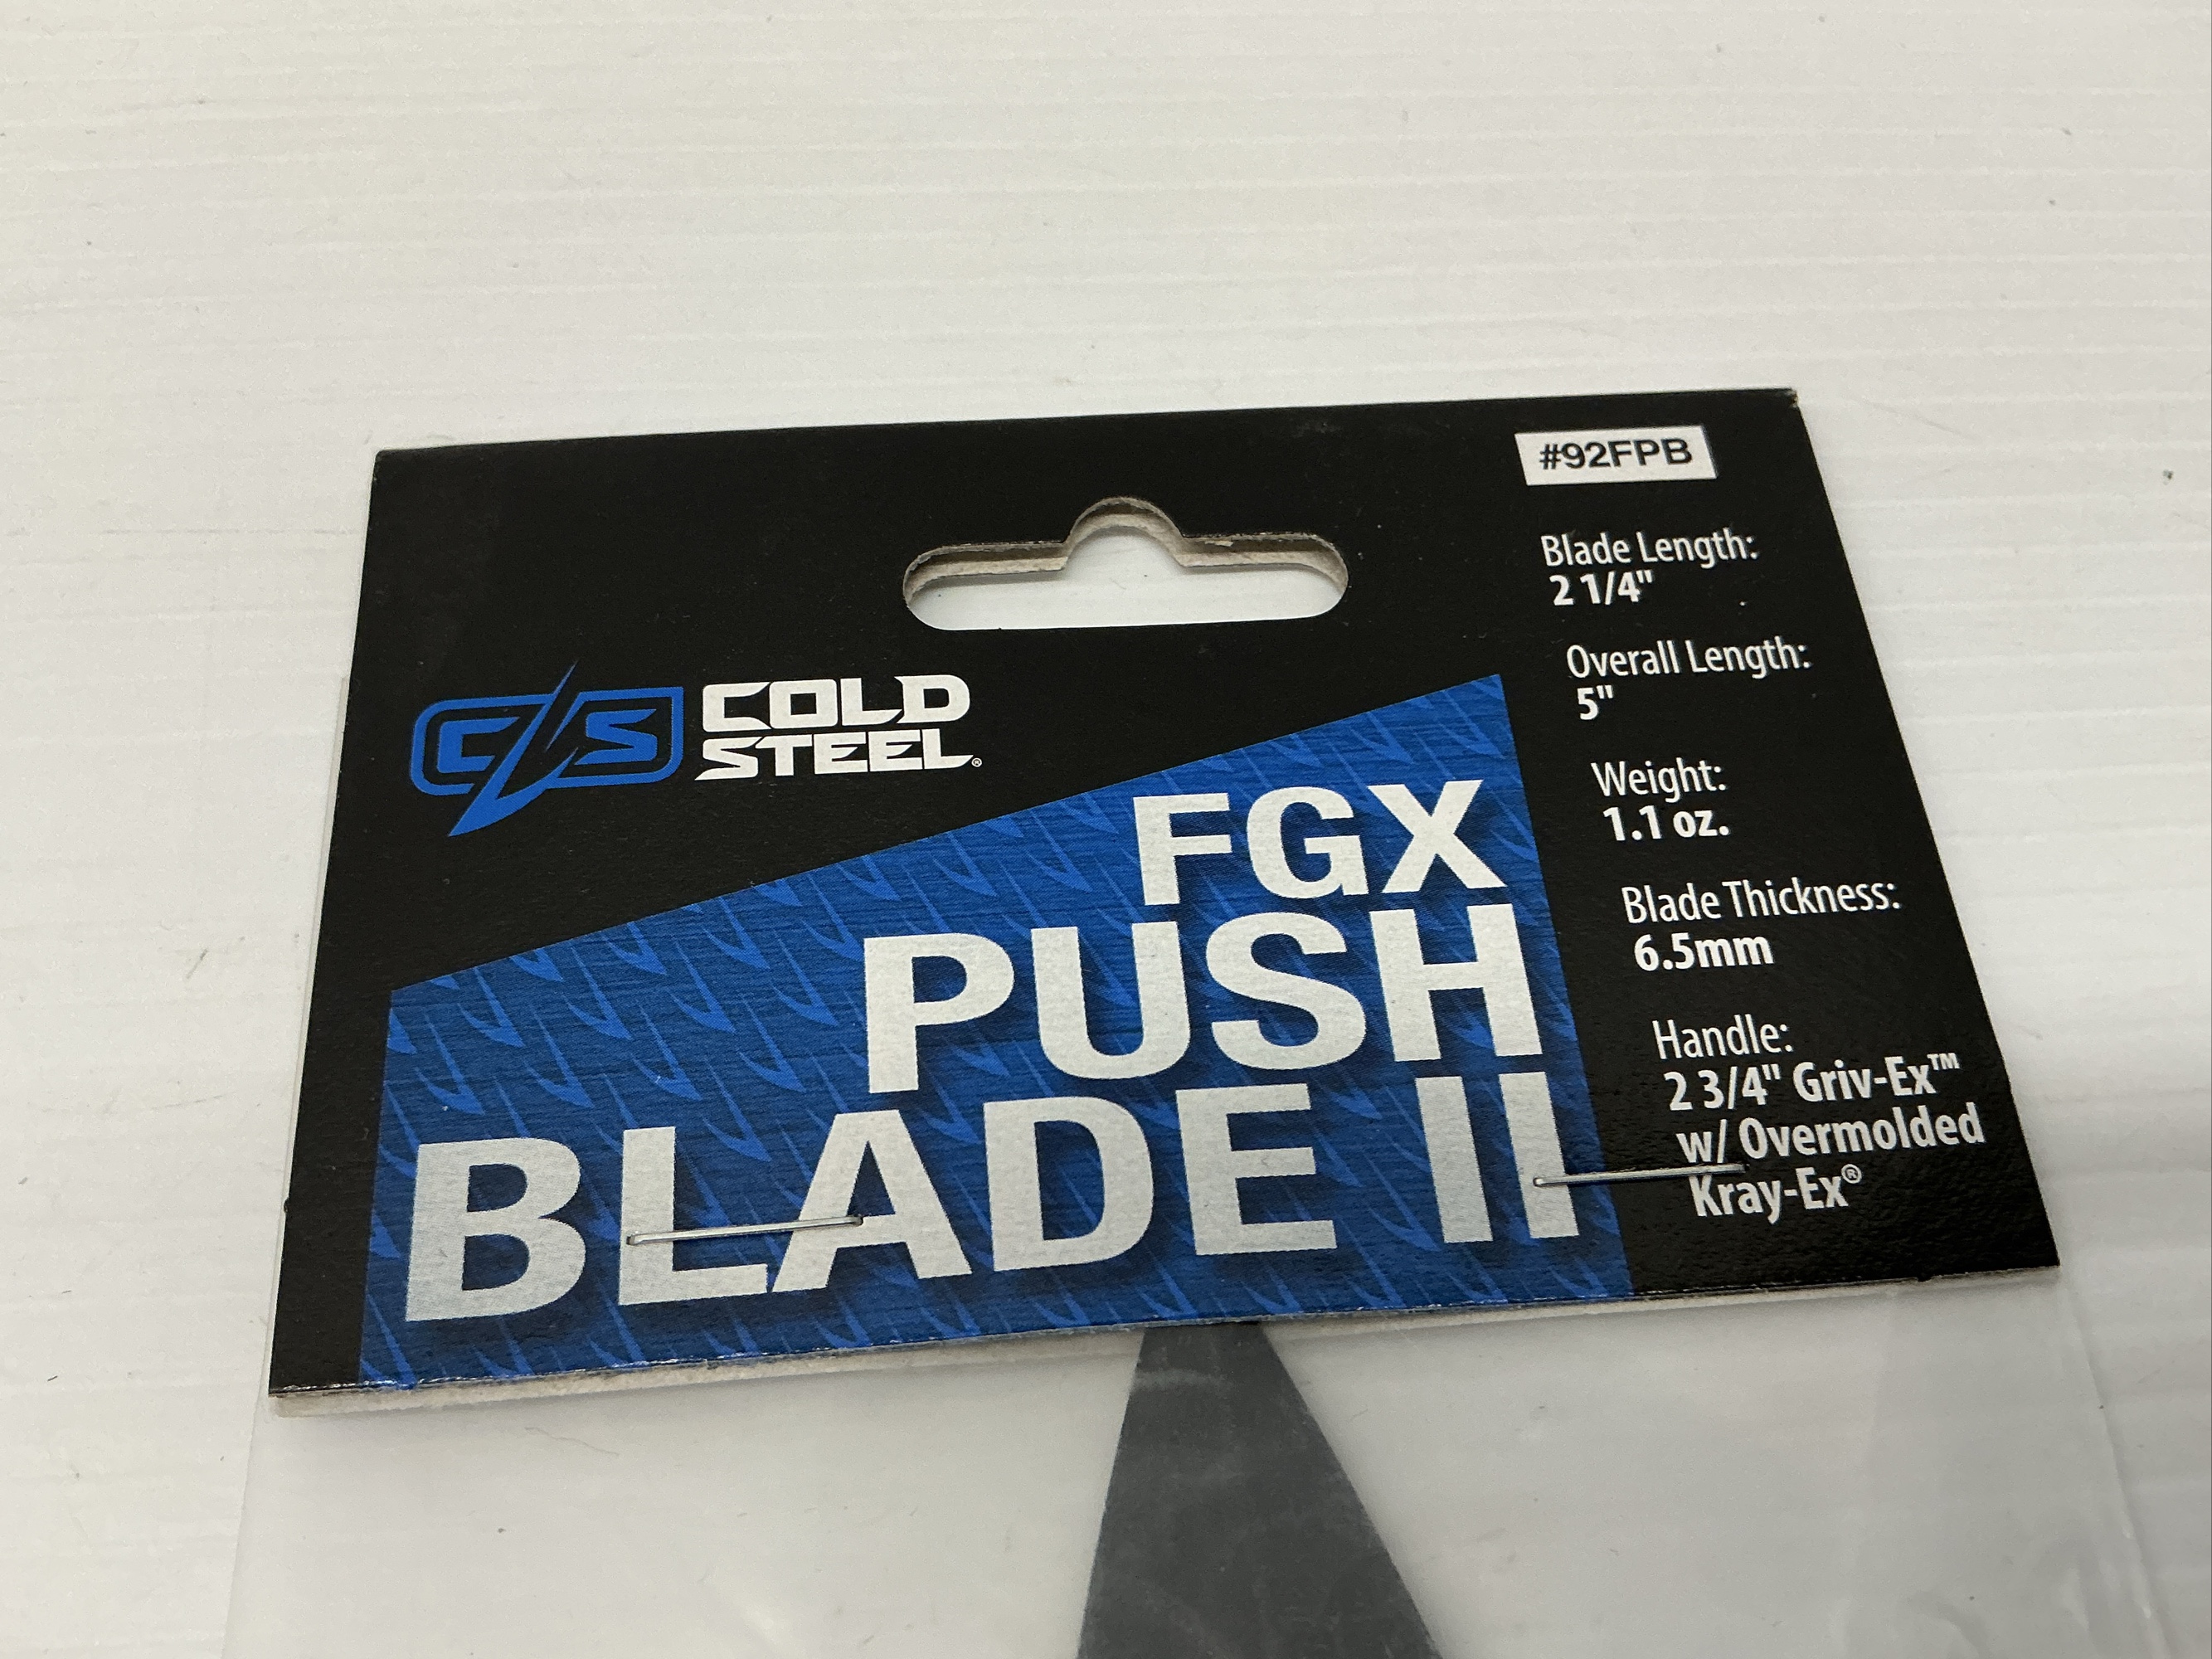 #92FPB
Blade Length:
2 1/4"
Overall Length:
5"
Weight:
1.1 oz.
Blade Thickness:
6.5mm
Handle:
2 3/4" Griv-Ex™
w/ Overmolded
Kray-Ex®
C/S
COLD
STEEL®
FGX
PUSH
BLADE II